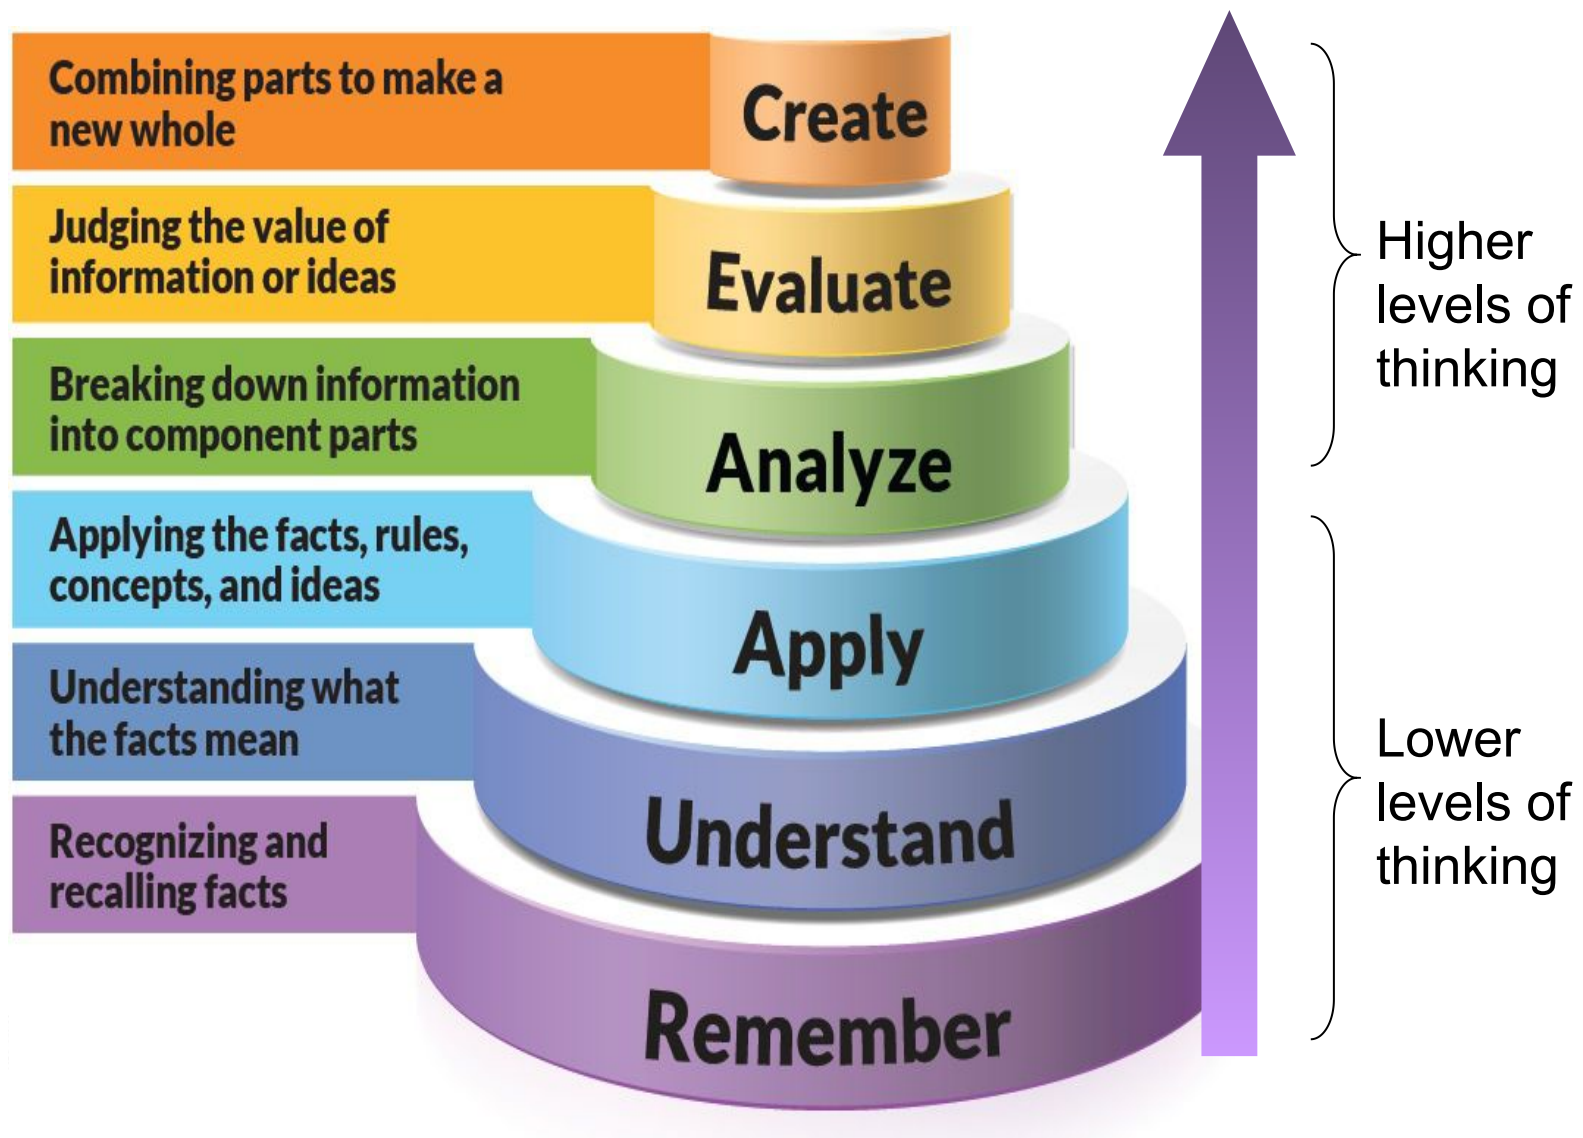 Combining parts to make a
new whole
Create
Judging the value of
information or ideas
Evaluate
Breaking down information
into component parts
Analyze
Applying the facts, rules,
concepts, and ideas
Apply
Understanding what
the facts mean
Understand
Recognizing and
recalling facts
Remember
Higher
levels of
thinking
Lower
levels of
thinking